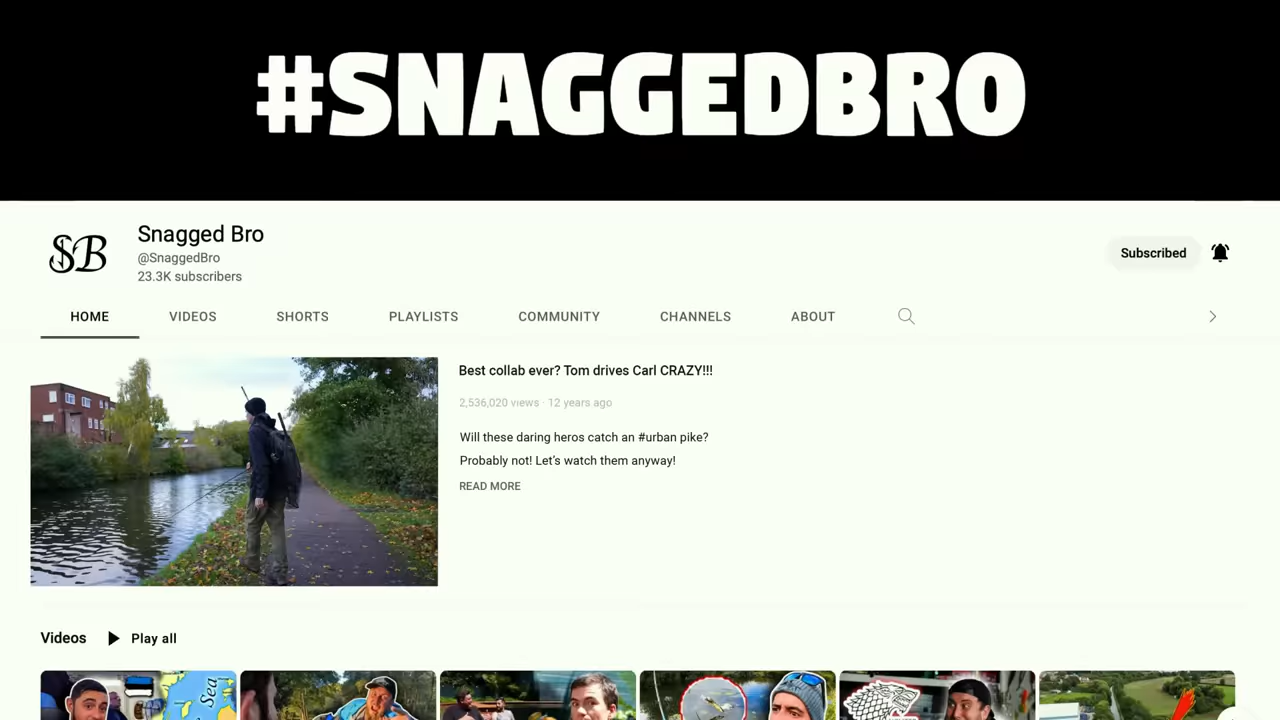 #SNAGGEDBRO
SB
Snagged Bro
@SnaggedBro
23.3K subscribers
Subscribed
HOME VIDEOS SHORTS PLAYLISTS COMMUNITY CHANNELS ABOUT
Best collab ever? Tom drives Carl CRAZY!!!
2,536,020 views · 12 years ago
Will these daring heros catch an #urban pike?
Probably not! Let's watch them anyway!
READ MORE
Videos Play all
Sea